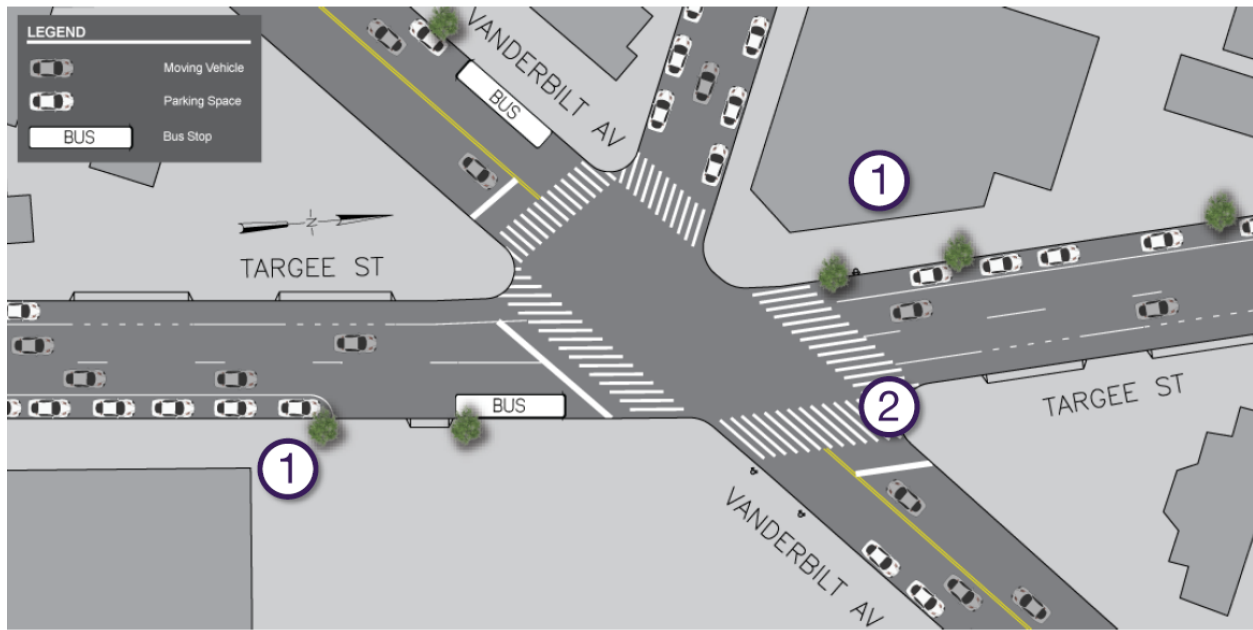 LEGEND
Moving Vehicle
Parking Space
BUS
Bus Stop
VANDERBILT AV
BUS
1
N
TARGEE ST
BUS
2
TARGEE ST
1
VANDERBILT AV